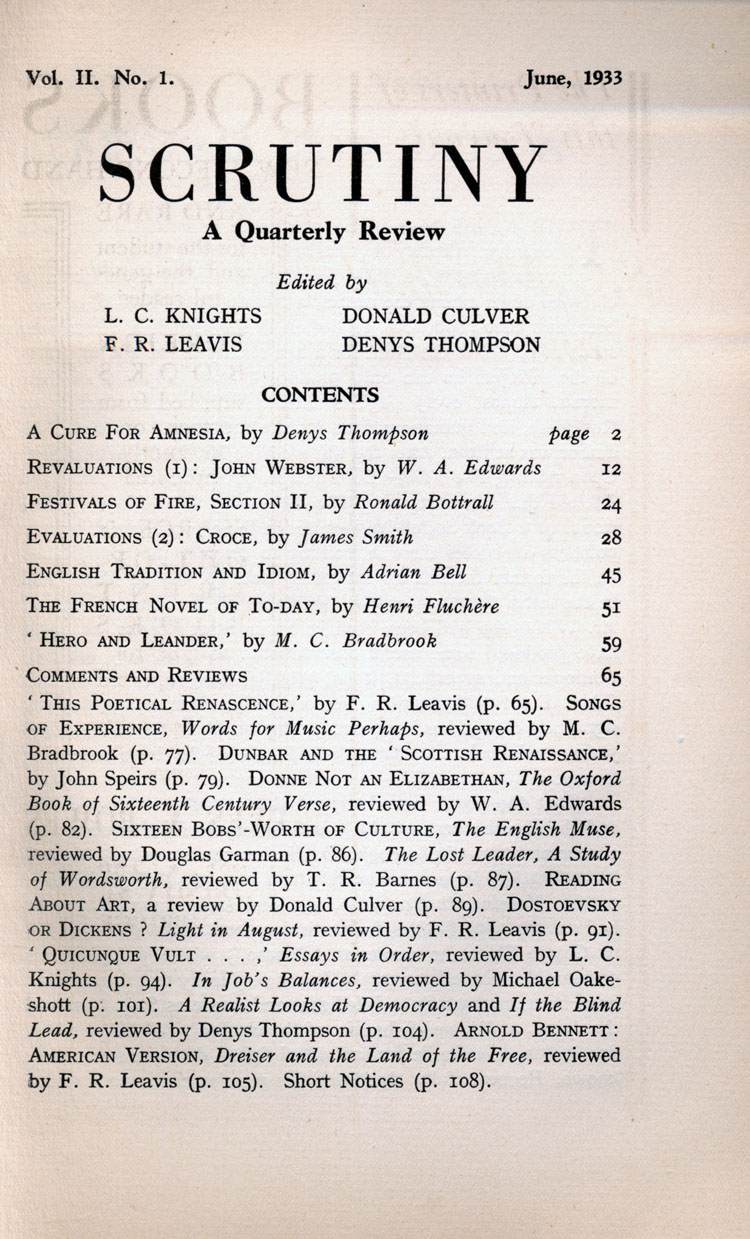 Vol. II. No. 1. June, 1933
SCRUTINY
A Quarterly Review
Edited by
L. C. KNIGHTS DONALD CULVER
F. R. LEAVIS DENYS THOMPSON
CONTENTS
A CURE FOR AMNESIA, by Denys Thompson page 2
REVALUATIONS (1): JOHN WEBSTER, by W. A. Edwards 12
FESTIVALS OF FIRE, SECTION II, by Ronald Bottrall 24
EVALUATIONS (2): CROCE, by James Smith 28
ENGLISH TRADITION AND IDIOM, by Adrian Bell 45
THE FRENCH NOVEL OF TO-DAY, by Henri Fluchère 51
' HERO AND LEANDER,' by M. C. Bradbrook 59
COMMENTS AND REVIEWS 65
' THIS POETICAL RENASCENCE,' by F. R. Leavis (p. 65). SONGS
OF EXPERIENCE, Words for Music Perhaps, reviewed by M. C.
Bradbrook (p. 77). DUNBAR AND THE ' SCOTTISH RENAISSANCE,'
by John Speirs (p. 79). DONNE NOT AN ELIZABETHAN, The Oxford
Book of Sixteenth Century Verse, reviewed by W. A. Edwards
(p. 82). SIXTEEN BOBS'-WORTH OF CULTURE, The English Muse,
reviewed by Douglas Garman (p. 86). The Lost Leader, A Study
of Wordsworth, reviewed by T. R. Barnes (p. 87). READING
ABOUT ART, a review by Donald Culver (p. 89). DOSTOEVSKY
OR DICKENS ? Light in August, reviewed by F. R. Leavis (p. 91).
' QUICUNQUE VULT . . . ,' Essays in Order, reviewed by L. C.
Knights (p. 94). In Job's Balances, reviewed by Michael Oake-
shott (p. 101). A Realist Looks at Democracy and If the Blind
Lead, reviewed by Denys Thompson (p. 104). ARNOLD BENNETT :
AMERICAN VERSION, Dreiser and the Land of the Free, reviewed
by F. R. Leavis (p. 105). Short Notices (p. 108).